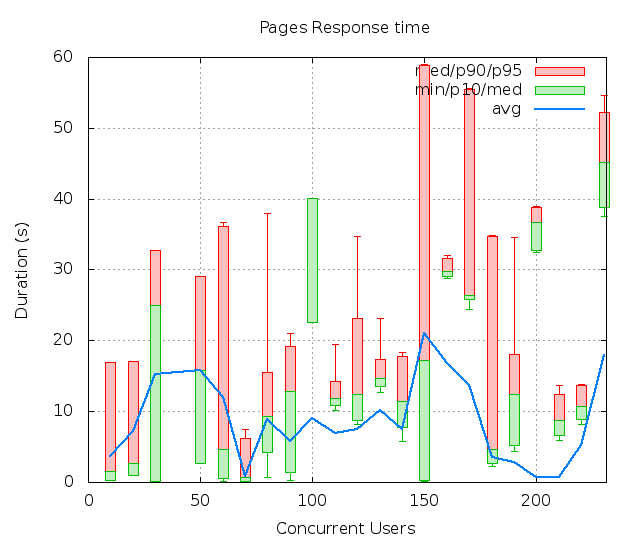 Pages Response time
60
50
40
30
20
10
0
Duration (s)
med/p90/p95
min/p10/med
avg
0
50
100
150
200
Concurrent Users